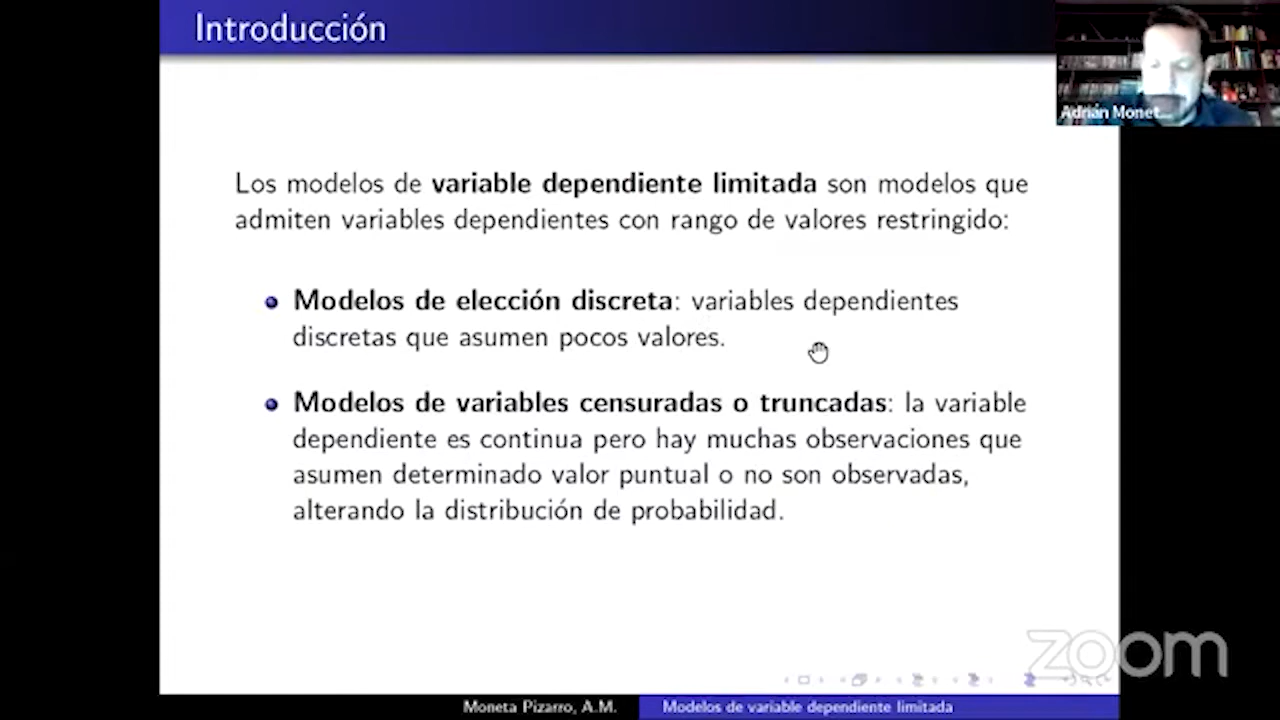 Introducción
Adrián Monet...
Los modelos de variable dependiente limitada son modelos que
admiten variables dependientes con rango de valores restringido:
Modelos de elección discreta: variables dependientes
discretas que asumen pocos valores.
Modelos de variables censuradas o truncadas: la variable
dependiente es continua pero hay muchas observaciones que
asumen determinado valor puntual o no son observadas,
alterando la distribución de probabilidad.
zoom
Moneta Pizarro, A.M.
Modelos de variable dependiente limitada